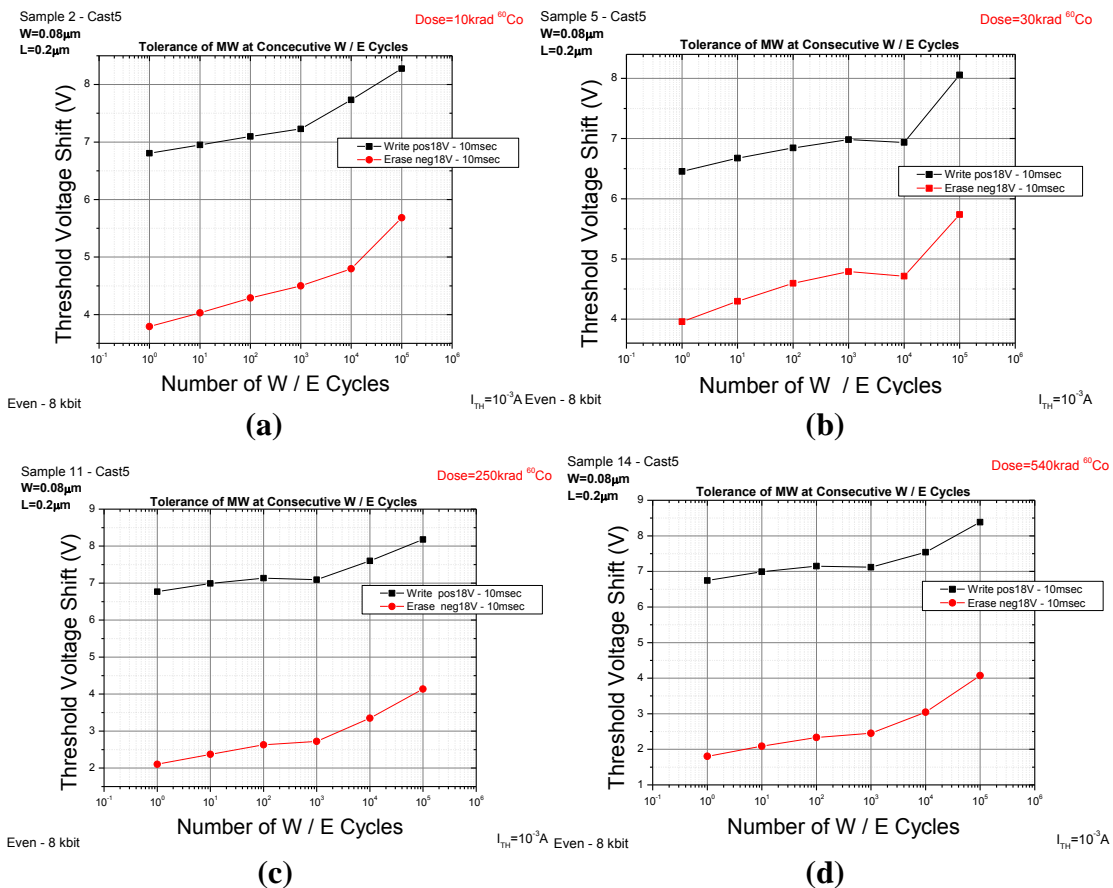 Sample 2 - Cast5
W=0.08μm
L=0.2μm
Dose=10krad ⁶⁰Co
Tolerance of MW at Concecutive W / E Cycles
Threshold Voltage Shift (V)
8
7
6
5
4
Write pos18V - 10msec
Erase neg18V - 10msec
10⁻¹ 10⁰ 10¹ 10² 10³ 10⁴ 10⁵ 10⁶
Number of W / E Cycles
Even - 8 kbit
I_TH=10⁻³A
(a)
Sample 5 - Cast5
W=0.08μm
L=0.2μm
Dose=30krad ⁶⁰Co
Tolerance of MW at Consecutive W / E Cycles
Threshold Voltage Shift (V)
8
7
6
5
4
Write pos18V - 10msec
Erase neg18V - 10msec
10⁻¹ 10⁰ 10¹ 10² 10³ 10⁴ 10⁵ 10⁶
Number of W / E Cycles
Even - 8 kbit
I_TH=10⁻³A
(b)
Sample 11 - Cast5
W=0.08μm
L=0.2μm
Dose=250krad ⁶⁰Co
Tolerance of MW at Consecutive W / E Cycles
Threshold Voltage Shift (V)
9
8
7
6
5
4
3
2
Write pos18V - 10msec
Erase neg18V - 10msec
10⁻¹ 10⁰ 10¹ 10² 10³ 10⁴ 10⁵ 10⁶
Number of W / E Cycles
Even - 8 kbit
I_TH=10⁻³A
(c)
Sample 14 - Cast5
W=0.08μm
L=0.2μm
Dose=540krad ⁶⁰Co
Tolerance of MW at Consecutive W / E Cycles
Threshold Voltage Shift (V)
9
8
7
6
5
4
3
2
1
Write pos18V - 10msec
Erase neg18V - 10msec
10⁻¹ 10⁰ 10¹ 10² 10³ 10⁴ 10⁵ 10⁶
Number of W / E Cycles
Even - 8 kbit
I_TH=10⁻³A
(d)